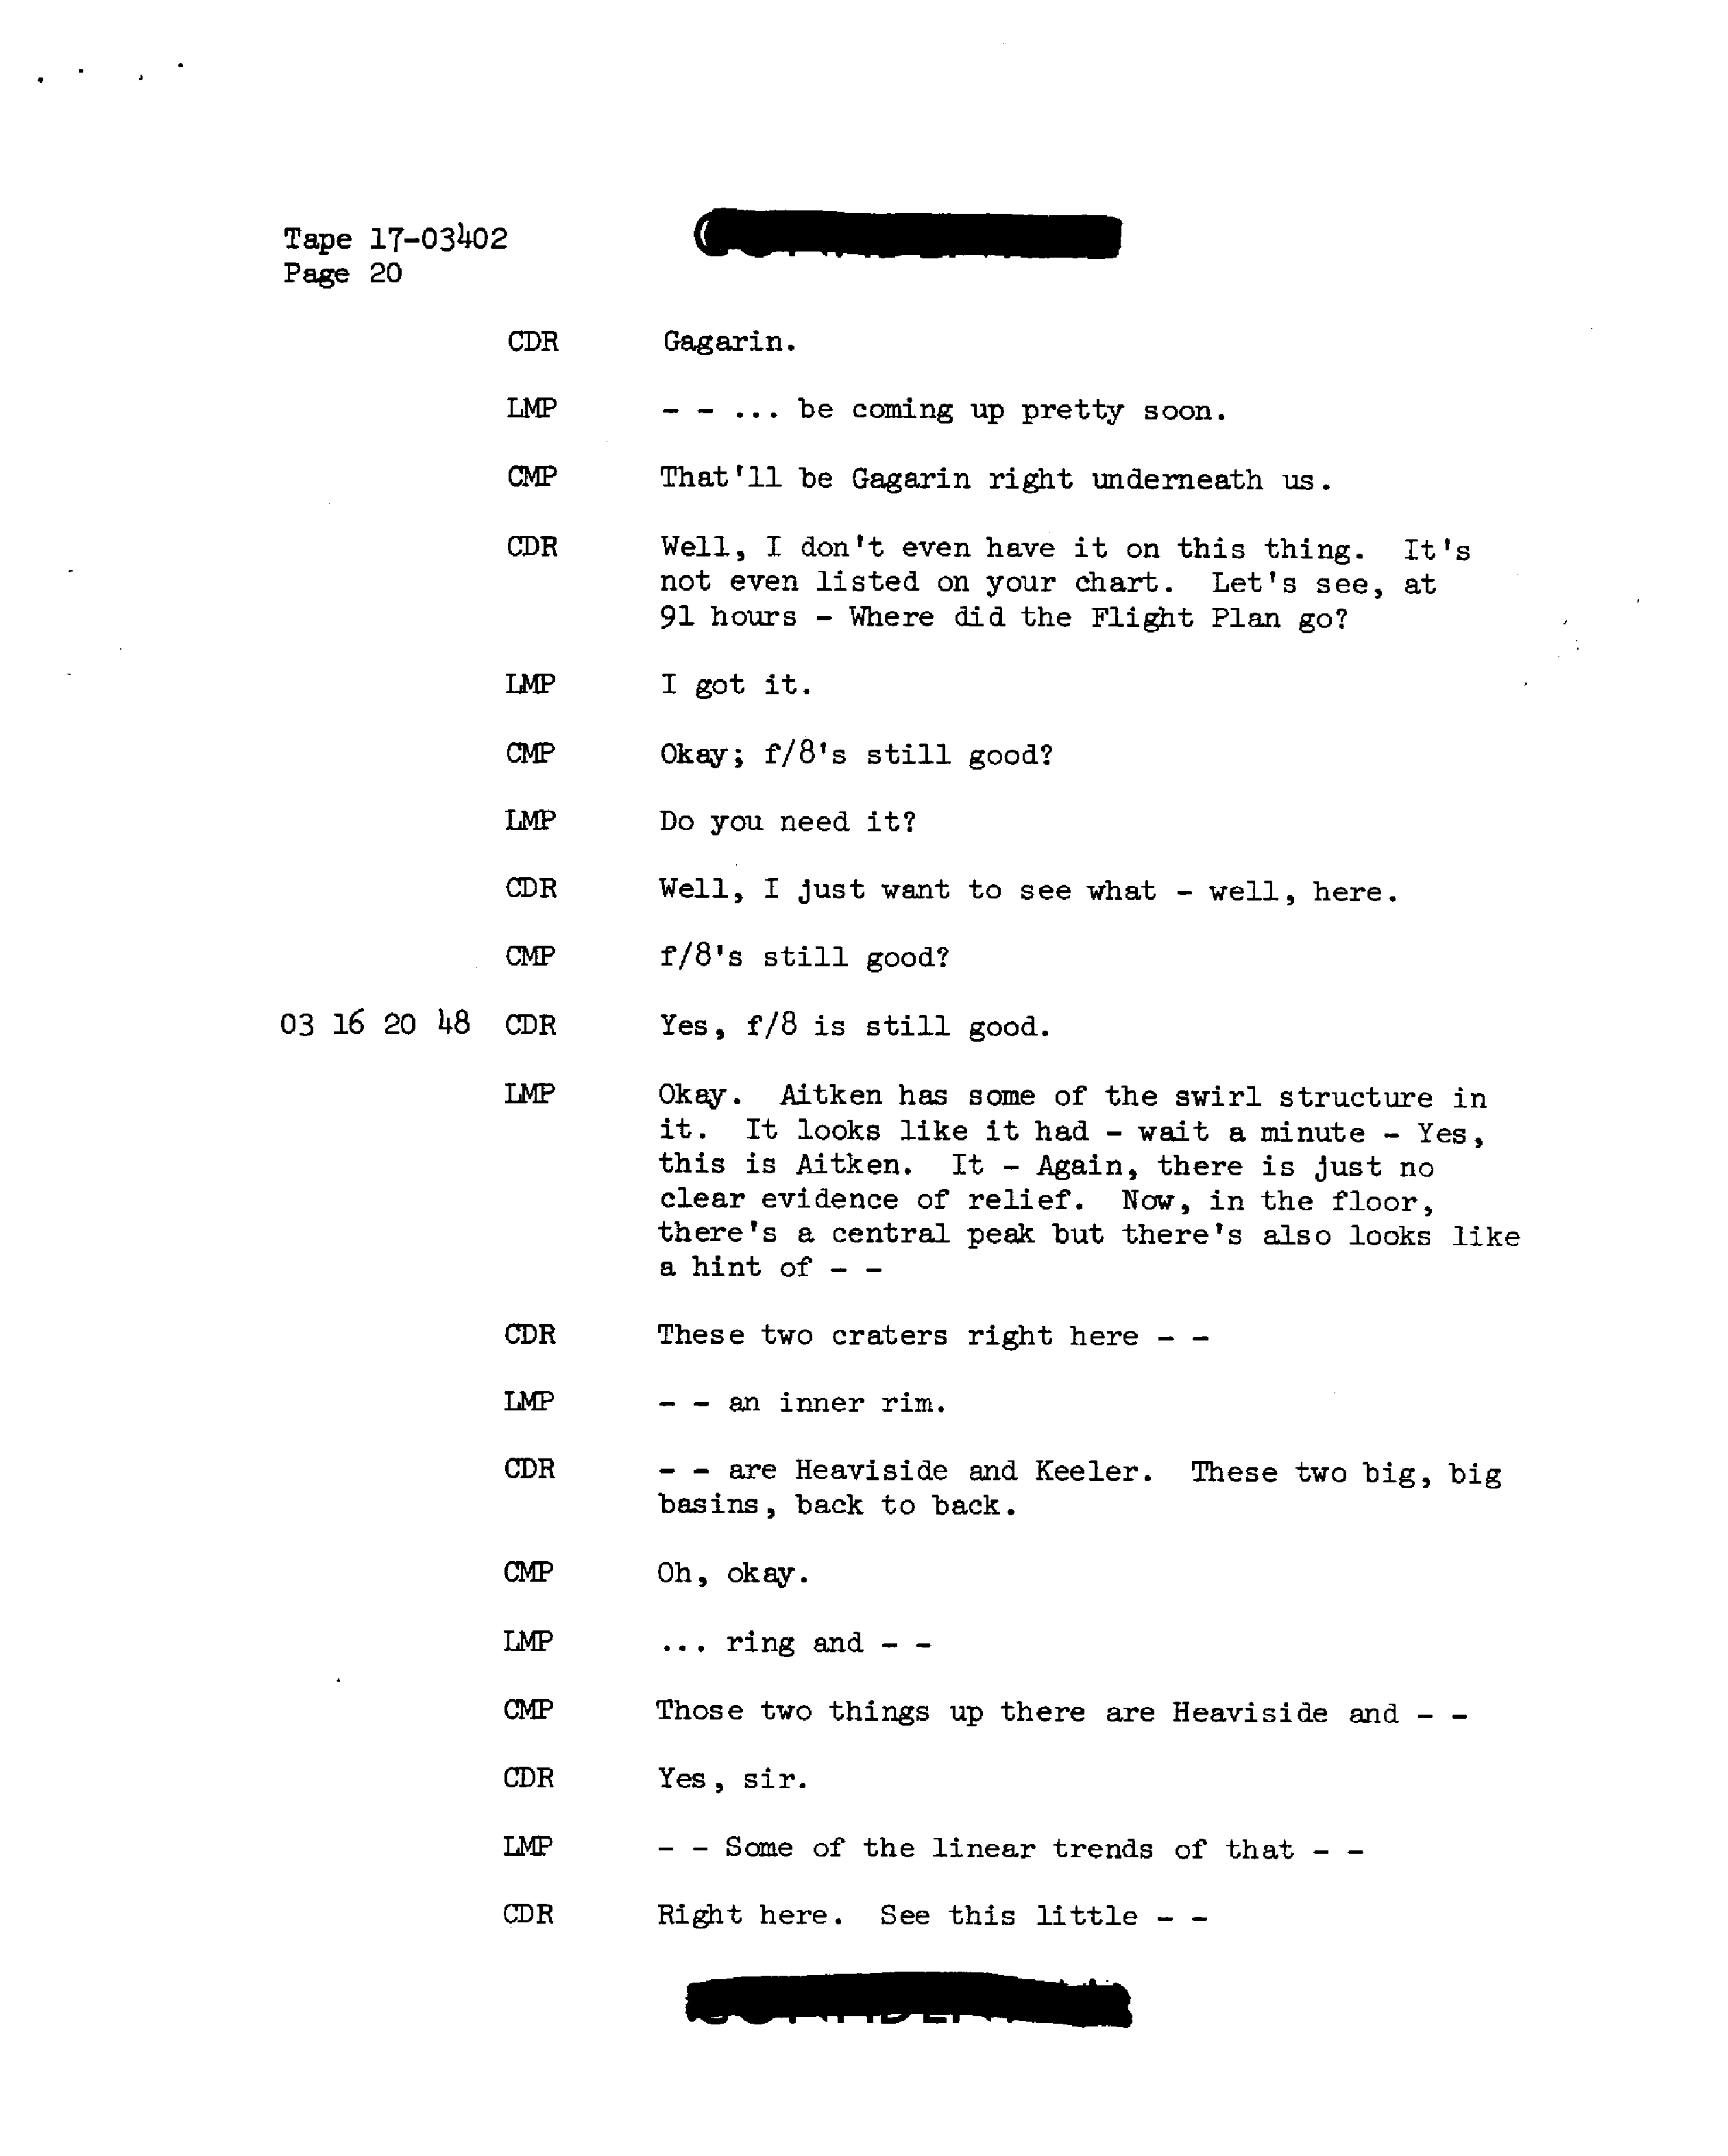 Tape 17-03402
Page 20
CDR Gagarin.
LMP - - ... be coming up pretty soon.
CMP That'll be Gagarin right underneath us.
CDR Well, I don't even have it on this thing. It's
not even listed on your chart. Let's see, at
91 hours - Where did the Flight Plan go?
LMP I got it.
CMP Okay; f/8's still good?
LMP Do you need it?
CDR Well, I just want to see what - well, here.
CMP f/8's still good?
03 16 20 48 CDR Yes, f/8 is still good.
LMP Okay. Aitken has some of the swirl structure in
it. It looks like it had - wait a minute - Yes,
this is Aitken. It - Again, there is just no
clear evidence of relief. Now, in the floor,
there's a central peak but there's also looks like
a hint of - -
CDR These two craters right here - -
LMP - - an inner rim.
CDR - - are Heaviside and Keeler. These two big, big
basins, back to back.
CMP Oh, okay.
LMP ... ring and - -
CMP Those two things up there are Heaviside and - -
CDR Yes, sir.
LMP - - Some of the linear trends of that - -
CDR Right here. See this little - -